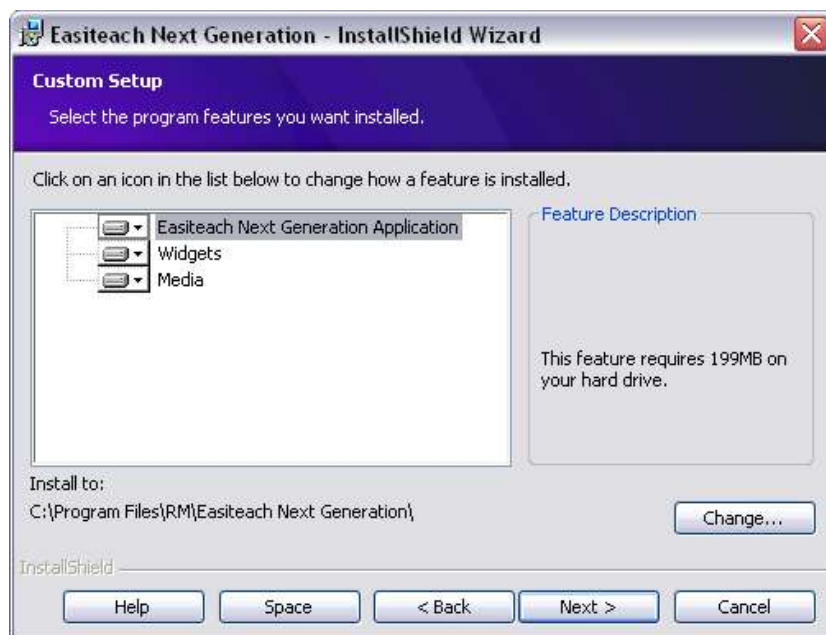 Easiteach Next Generation - InstallShield Wizard
Custom Setup
Select the program features you want installed.
Click on an icon in the list below to change how a feature is installed.
Easiteach Next Generation Application
Widgets
Media
Feature Description
This feature requires 199MB on
your hard drive.
Install to:
C:\Program Files\RM\Easiteach Next Generation\
Change...
InstallShield
Help
Space
< Back
Next >
Cancel